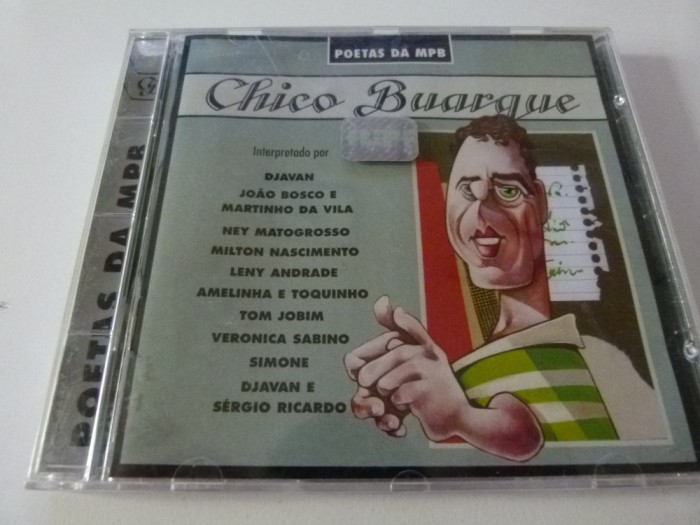 POETAS DA MPB
Chico Buarque
Interpretado por
DJAVAN
JOÃO BOSCO E
MARTINHO DA VILA
NEY MATOGROSSO
MILTON NASCIMENTO
LENY ANDRADE
AMELINHA E TOQUINHO
TOM JOBIM
VERONICA SABINO
SIMONE
DJAVAN E
SÉRGIO RICARDO
POETAS DA MPB